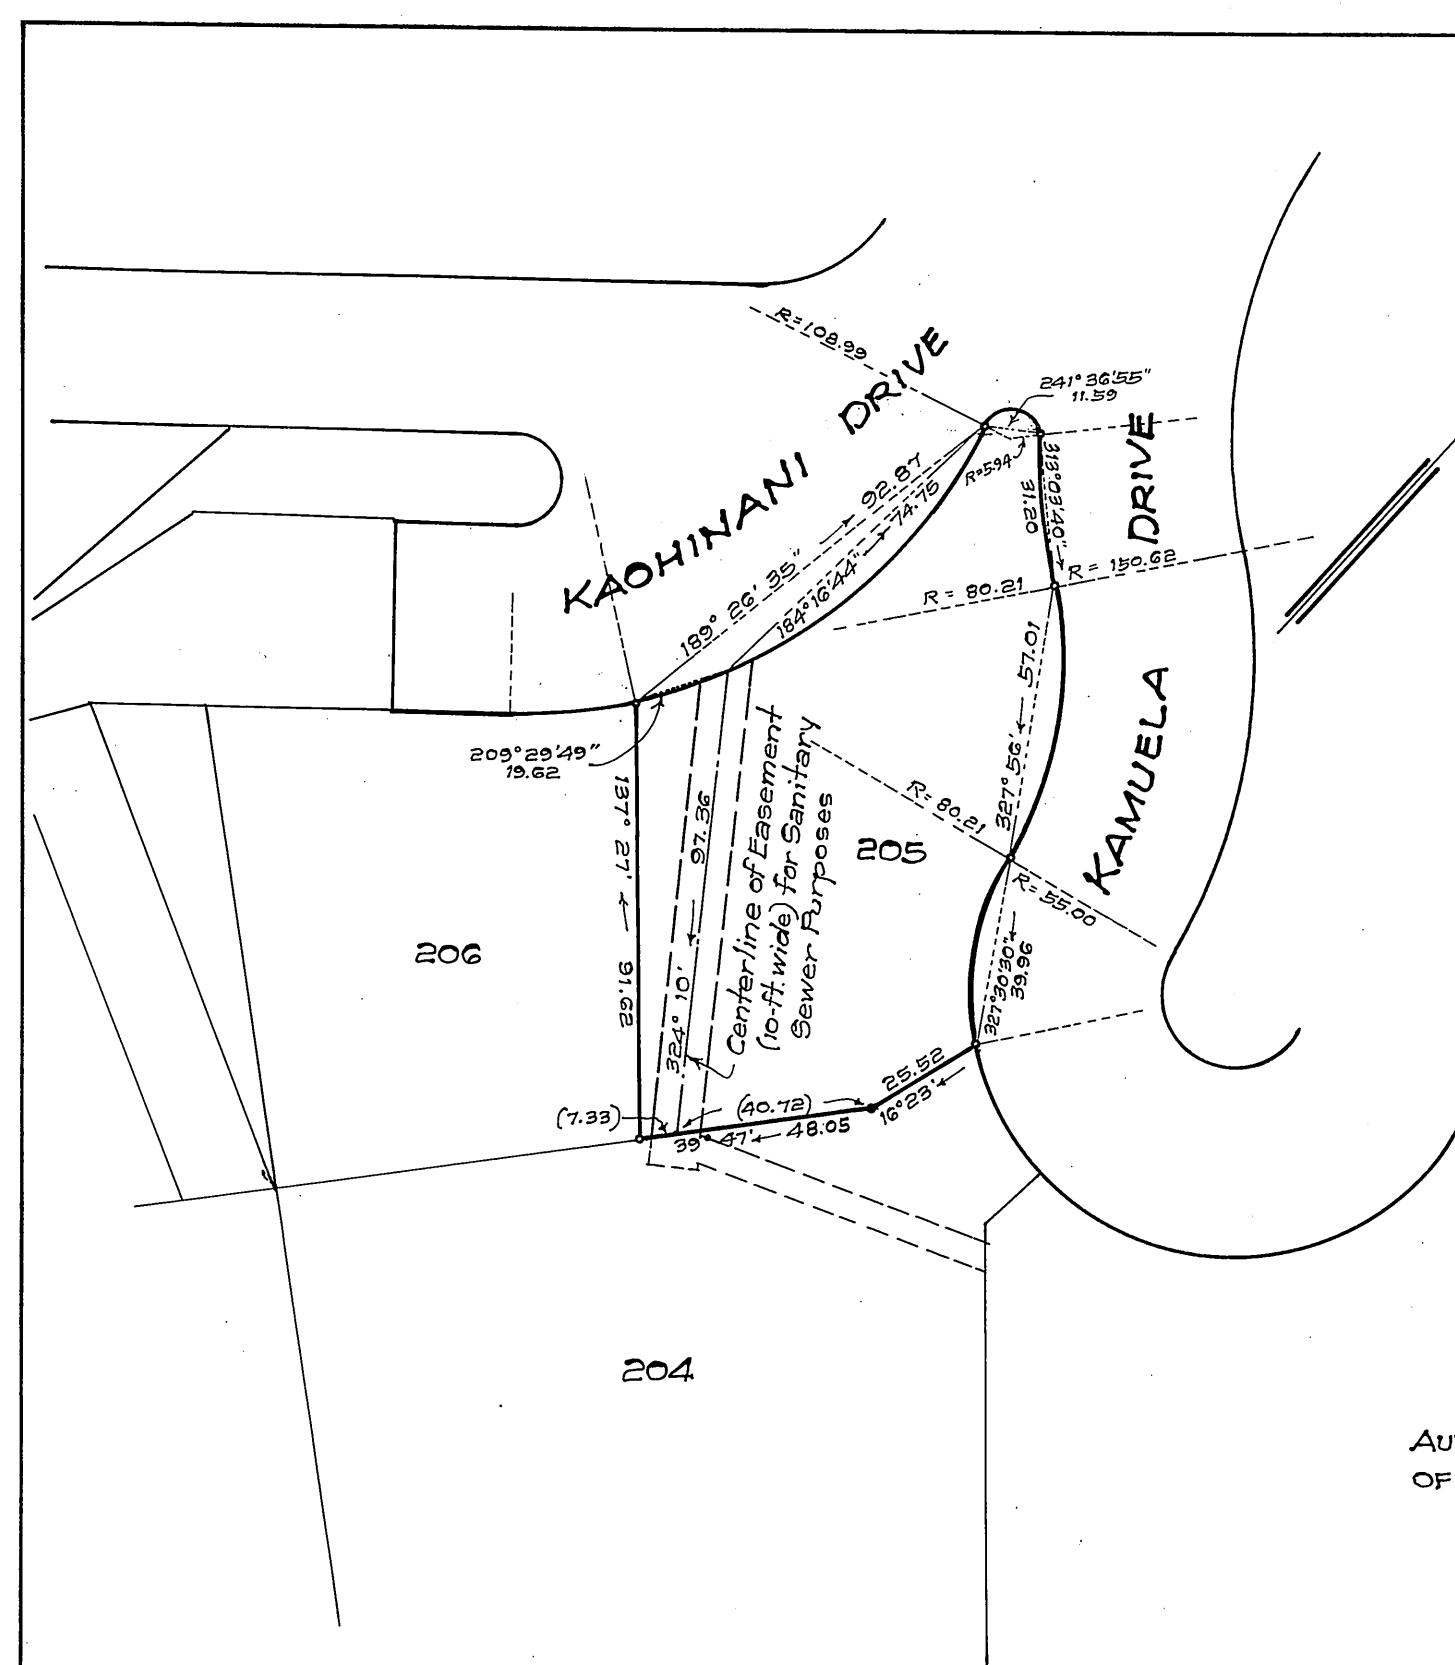 R=108.99
KAOHINANI DRIVE
241° 36'55"
11.59
R=5.94
313°03'40"
31.20
DRIVE
KAMUELA
189° 26' 35"
92.87
184°16'44"
74.75
R = 80.21
R = 150.62
327° 56'
57.01
209°29'49"
19.62
137° 27'
91.62
97.36
324° 10'
Centerline of Easement
(10-ft. wide) for Sanitary
Sewer Purposes
R= 80.21
205
R= 55.00
206
327°30'30"
39.96
25.52
16°23'
(7.33)
(40.72)
39° 47'
48.05
204
AU
OF